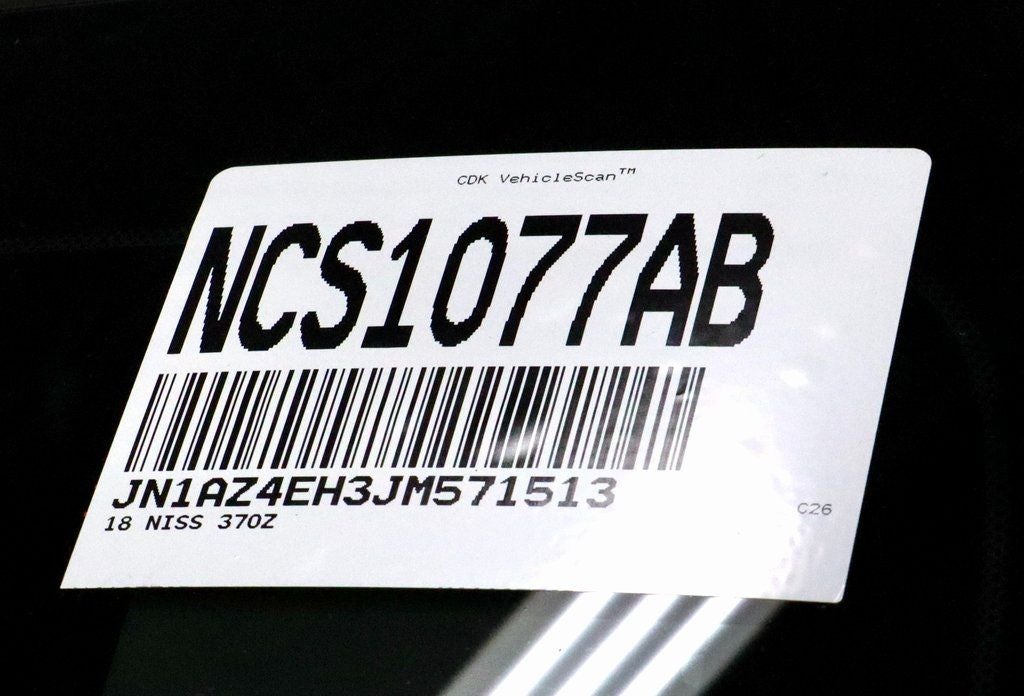 CDK VehicleScan™
NCS1077AB
JN1AZ4EH3JM571513
18 NISS 370Z
C26